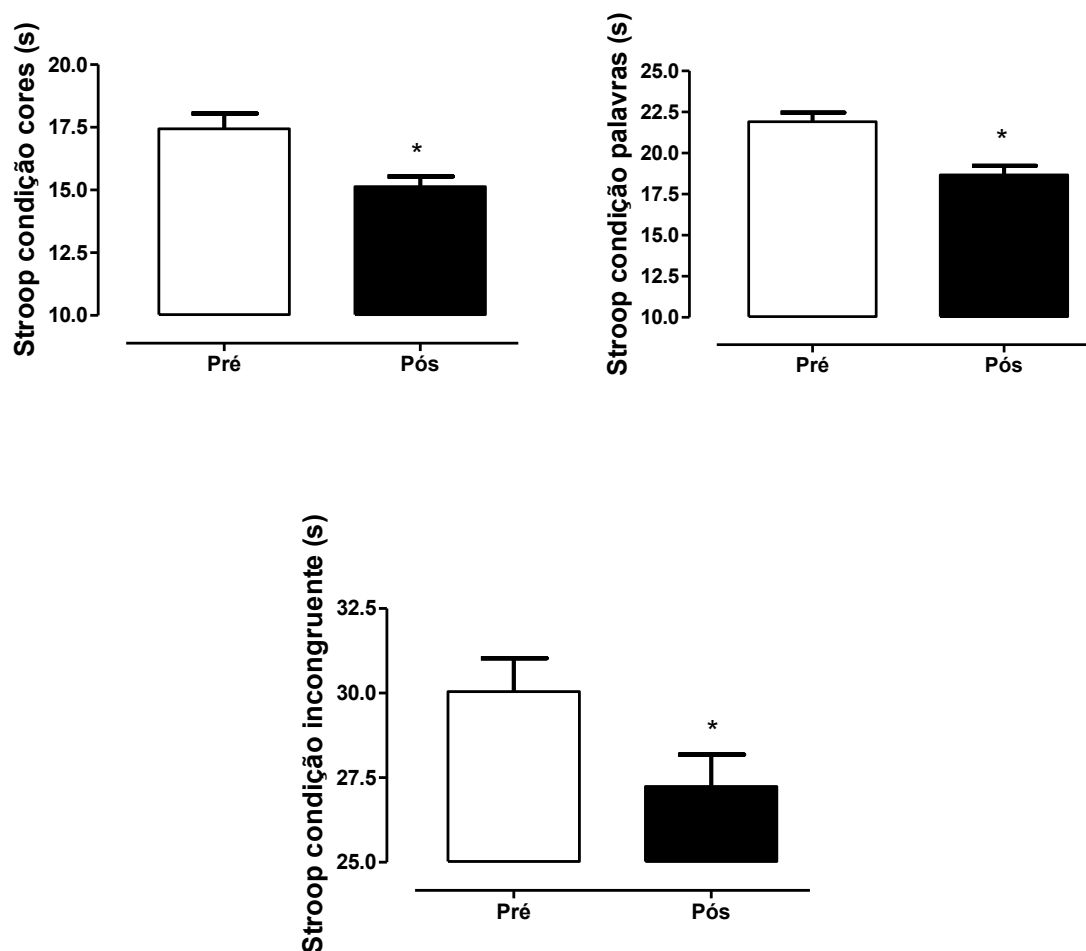 Stroop condição cores (s)
20.0
17.5
15.0
12.5
10.0
*
Pré
Pós
Stroop condição palavras (s)
25.0
22.5
20.0
17.5
15.0
12.5
10.0
*
Pré
Pós
Stroop condição incongruente (s)
32.5
30.0
27.5
25.0
*
Pré
Pós